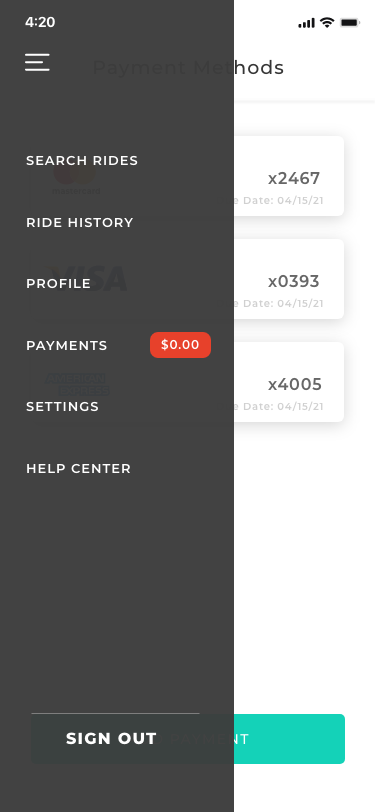 4:20
Payment Methods
SEARCH RIDES
x2467
e Date: 04/15/21
RIDE HISTORY
VISA
PROFILE
x0393
e Date: 04/15/21
PAYMENTS
$0.00
x4005
e Date: 04/15/21
SETTINGS
HELP CENTER
SIGN OUT
NT